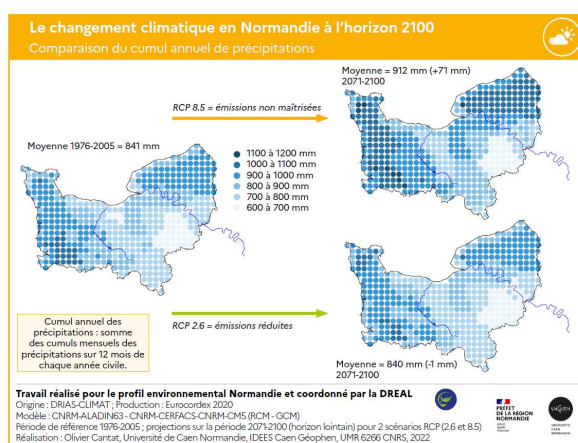 Le changement climatique en Normandie à l'horizon 2100
Comparaison du cumul annuel de précipitations
Moyenne = 912 mm (+71 mm)
2071-2100
RCP 8.5 = émissions non maîtrisées
Moyenne 1976-2005 = 841 mm
1100 à 1200 mm
1000 à 1100 mm
900 à 1000 mm
800 à 900 mm
700 à 800 mm
600 à 700 mm
Cumul annuel des
précipitations : somme
des cumuls mensuels des
précipitations sur 12 mois de
chaque année civile.
RCP 2.6 = émissions réduites
Moyenne = 840 mm (-1 mm)
2071-2100
Travail réalisé pour le profil environnemental Normandie et coordonné par la DREAL
Origine : DRIAS-CLIMAT ; Production : Eurocordex 2020
Modèle : CNRM-ALADIN63 - CNRM-CERFACS-CNRM-CM5 (RCM - GCM)
Période de référence 1976-2005 ; projections sur la période 2071-2100 (horizon lointain) pour 2 scénarios RCP (2.6 et 8.5)
Réalisation : Olivier Cantat, Université de Caen Normandie, IDEES Caen Géophen, UMR 6266 CNRS, 2022
PRÉFET
DE LA RÉGION
NORMANDIE
UNICAEN
UNIVERSITÉ
CAEN
NORMANDIE